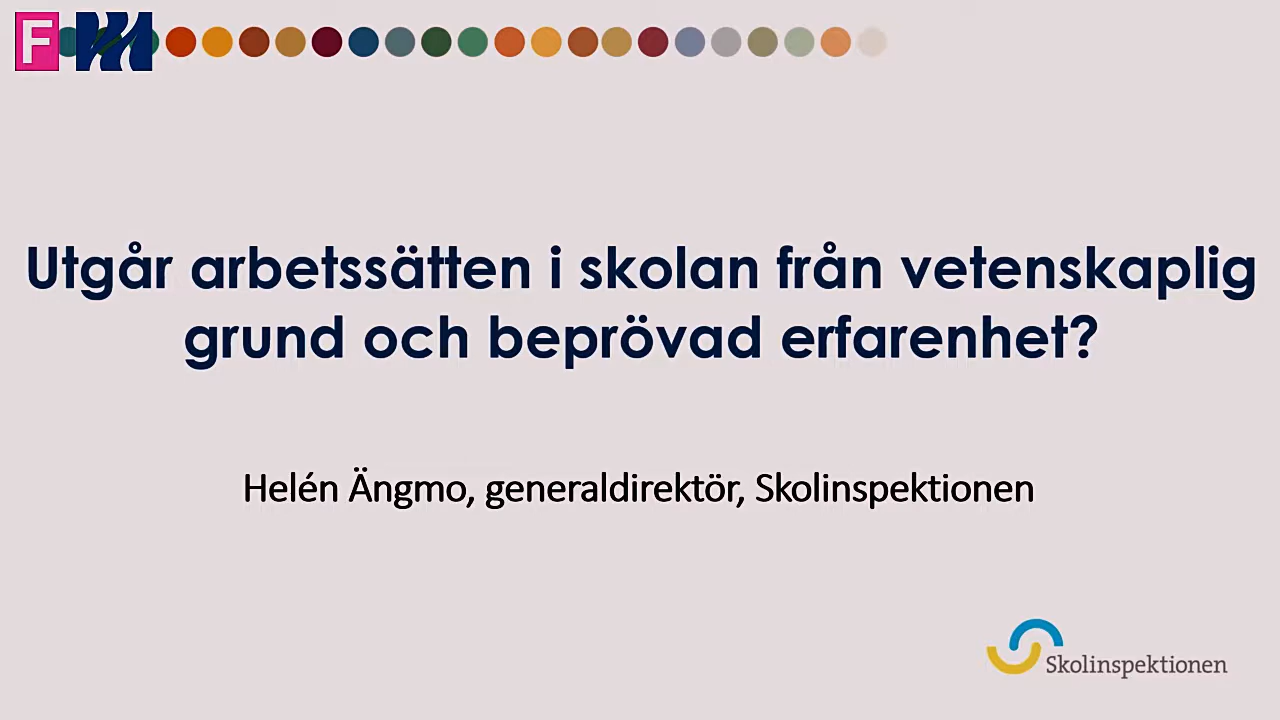 F
Utgår arbetssätten i skolan från vetenskaplig
grund och beprövad erfarenhet?
Helén Ängmo, generaldirektör, Skolinspektionen
Skolinspektionen